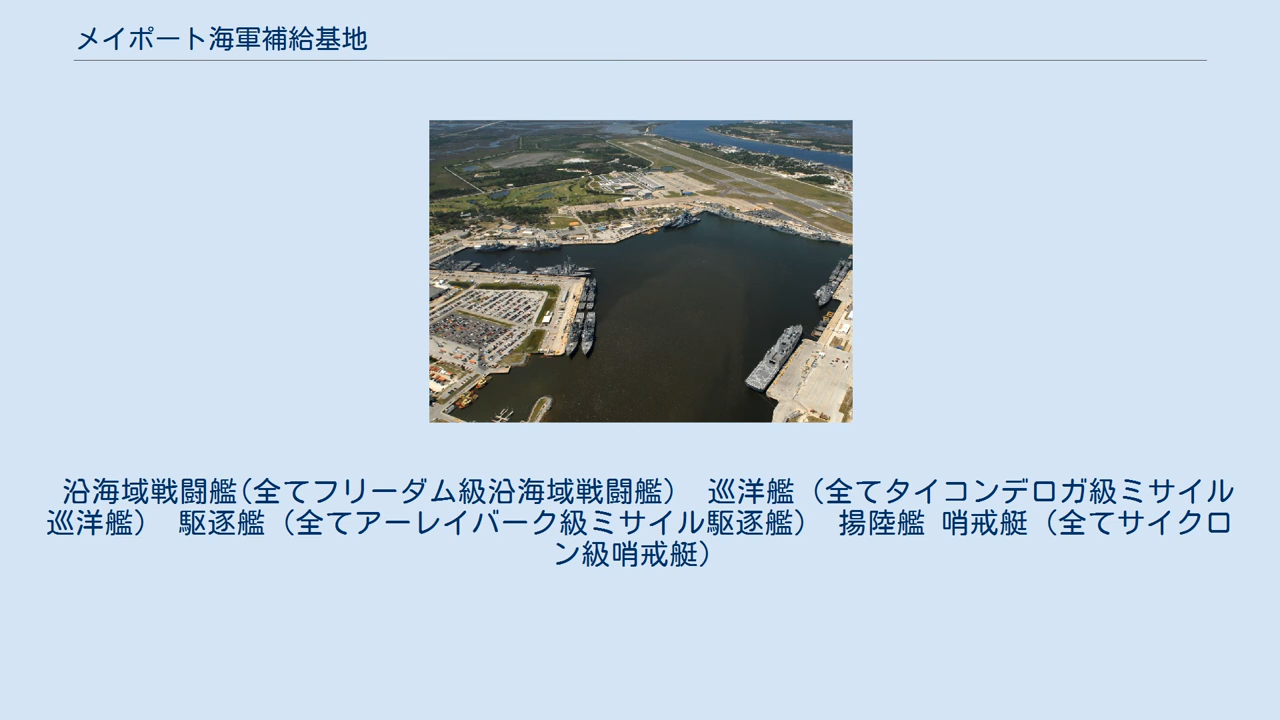 メイポート海軍補給基地
沿海域戦闘艦(全てフリーダム級沿海域戦闘艦） 巡洋艦（全てタイコンデロガ級ミサイル
巡洋艦） 駆逐艦（全てアーレイバーク級ミサイル駆逐艦） 揚陸艦 哨戒艇（全てサイクロ
ン級哨戒艇）